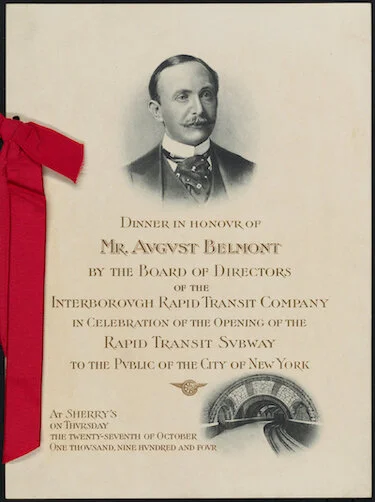 DINNER IN HONOVR OF
MR. AVGVST BELMONT
BY THE BOARD OF DIRECTORS
OF THE
INTERBOROVGH RAPID TRANSIT COMPANY
IN CELEBRATION OF THE OPENING OF THE
RAPID TRANSIT SVBWAY
TO THE PVBLIC OF THE CITY OF NEW YORK
AT SHERRY'S
ON THVRSDAY
THE TWENTY-SEVENTH OF OCTOBER
ONE THOVSAND, NINE HVNDRED AND FOVR